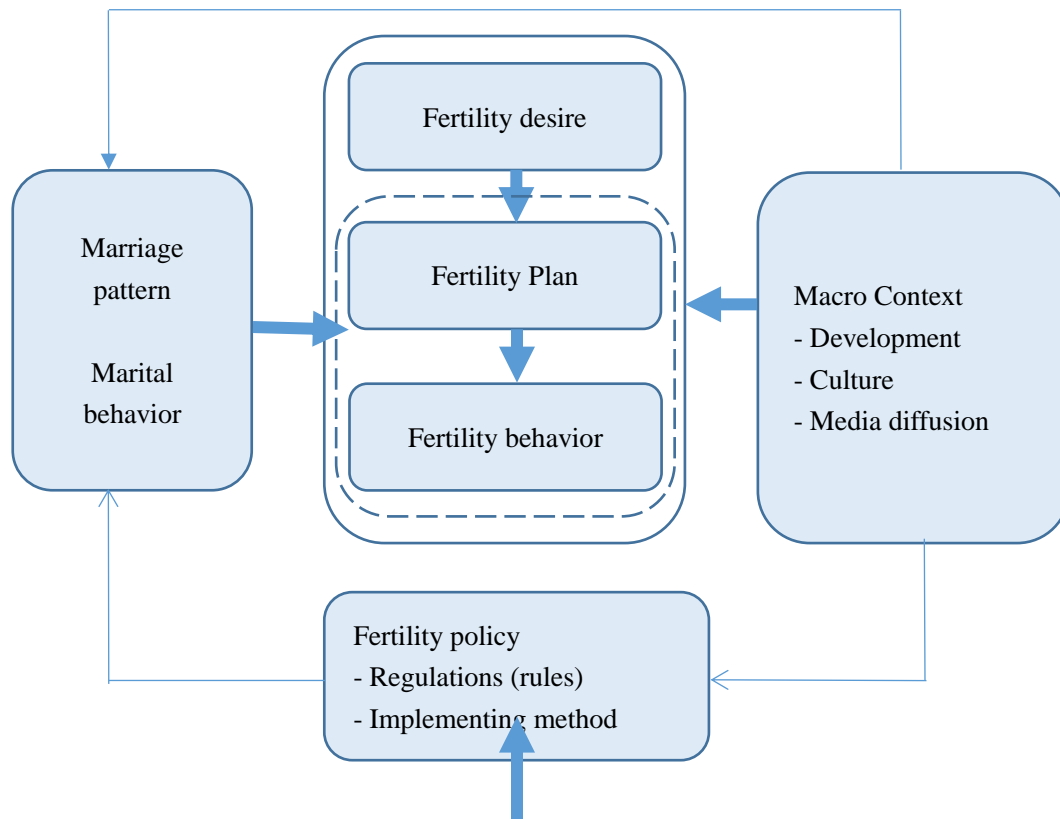 Fertility desire
Fertility Plan
Fertility behavior
Marriage
pattern
Marital
behavior
Macro Context
- Development
- Culture
- Media diffusion
Fertility policy
- Regulations (rules)
- Implementing method